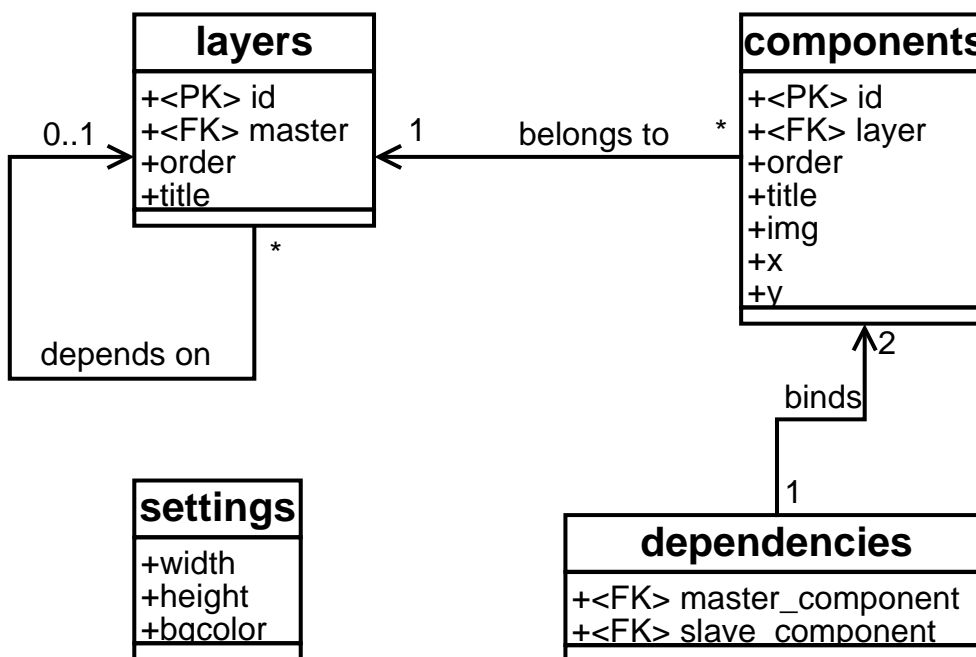 layers
+<PK> id
+<FK> master
+order
+title
0..1
*
depends on
1
belongs to
*
components
+<PK> id
+<FK> layer
+order
+title
+img
+x
+y
2
binds
1
settings
+width
+height
+bgcolor
dependencies
+<FK> master_component
+<FK> slave_component